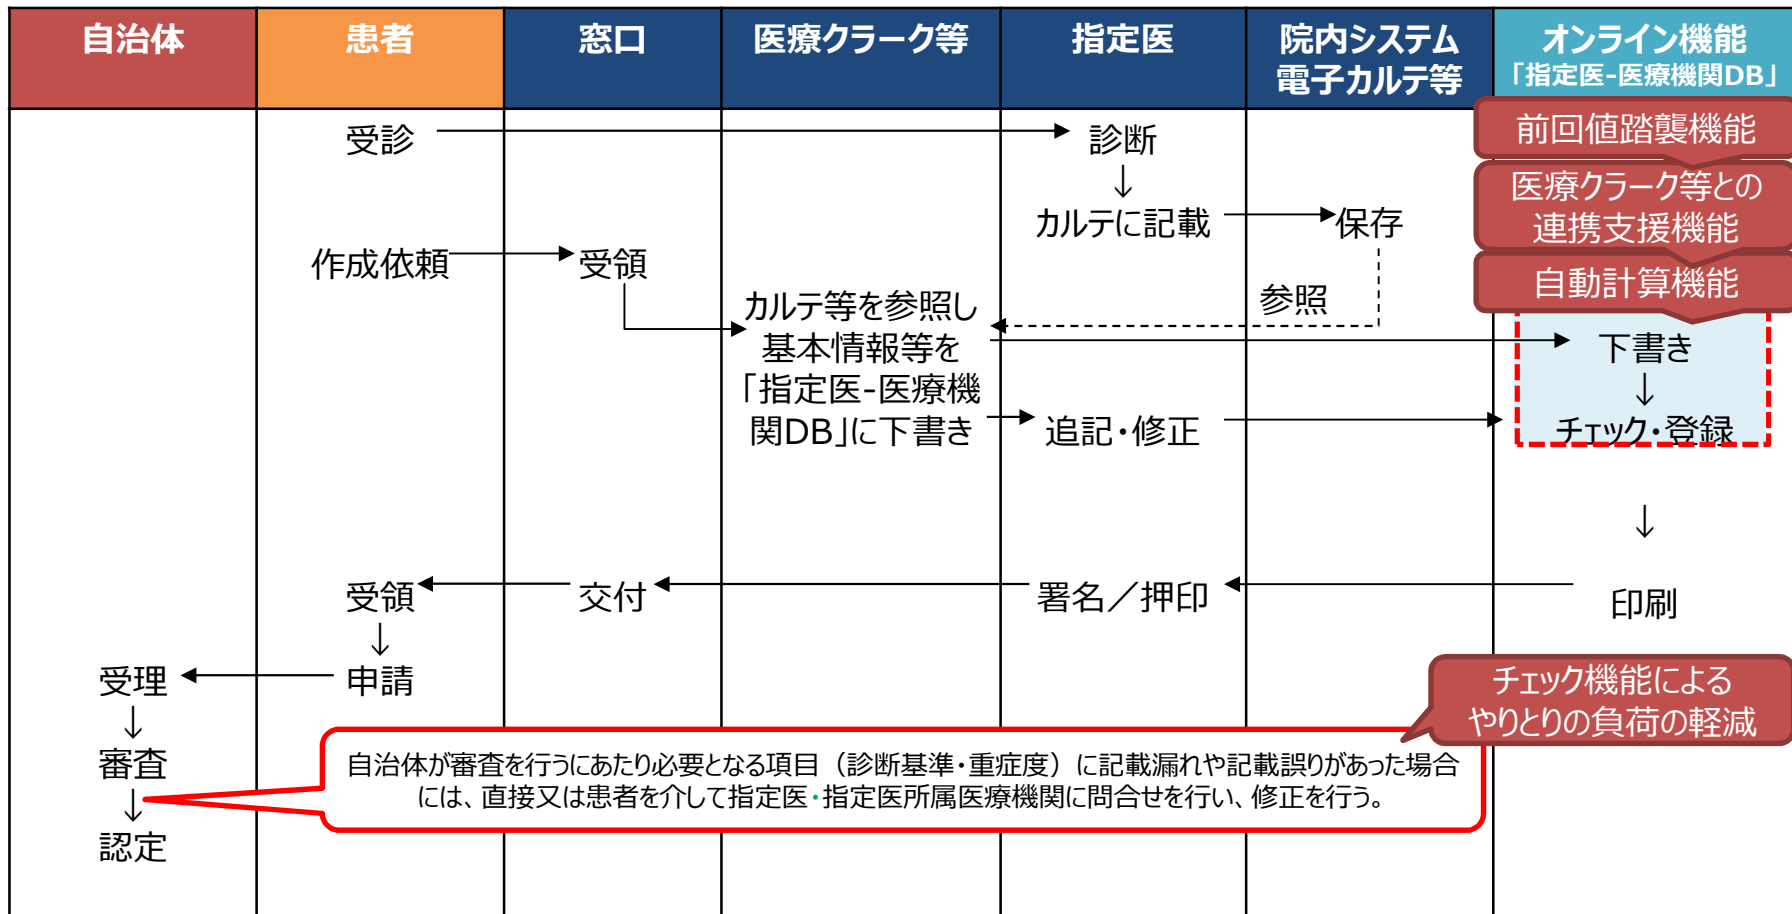 自治体
患者
窓口
医療クラーク等
指定医
院内システム
電子カルテ等
オンライン機能
「指定医-医療機関DB」
前回値踏襲機能
受診
診断
↓
医療クラーク等との
連携支援機能
カルテに記載
保存
作成依頼
受領
自動計算機能
参照
カルテ等を参照し
基本情報等を
「指定医-医療機
関DB」に下書き
下書き
↓
追記・修正
チェック・登録
↓
受領
交付
署名／押印
印刷
↓
受理
申請
チェック機能による
やりとりの負荷の軽減
↓
審査
自治体が審査を行うにあたり必要となる項目（診断基準・重症度）に記載漏れや記載誤りがあった場合
には、直接又は患者を介して指定医・指定医所属医療機関に問合せを行い、修正を行う。
↓
認定